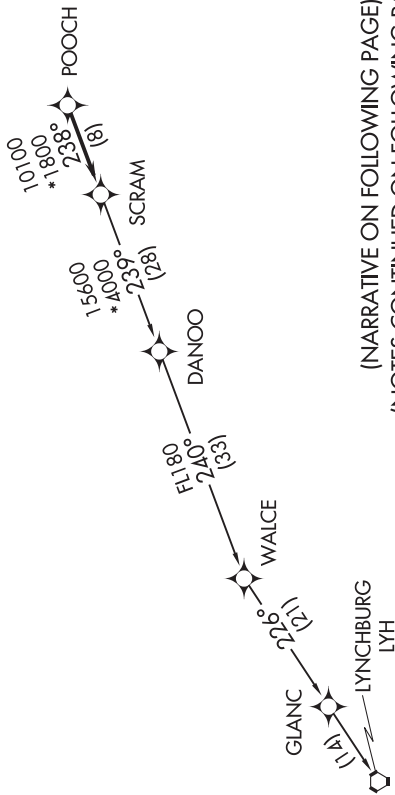 POOCH
10100
*1800
238°
(8)
SCRAM
15600
*4000
239°
(28)
DANOO
FL180
240°
(33)
WALCE
226°
(21)
GLANC
(14)
LYNCHBURG
LYH
(NARRATIVE ON FOLLOWING PAGE)